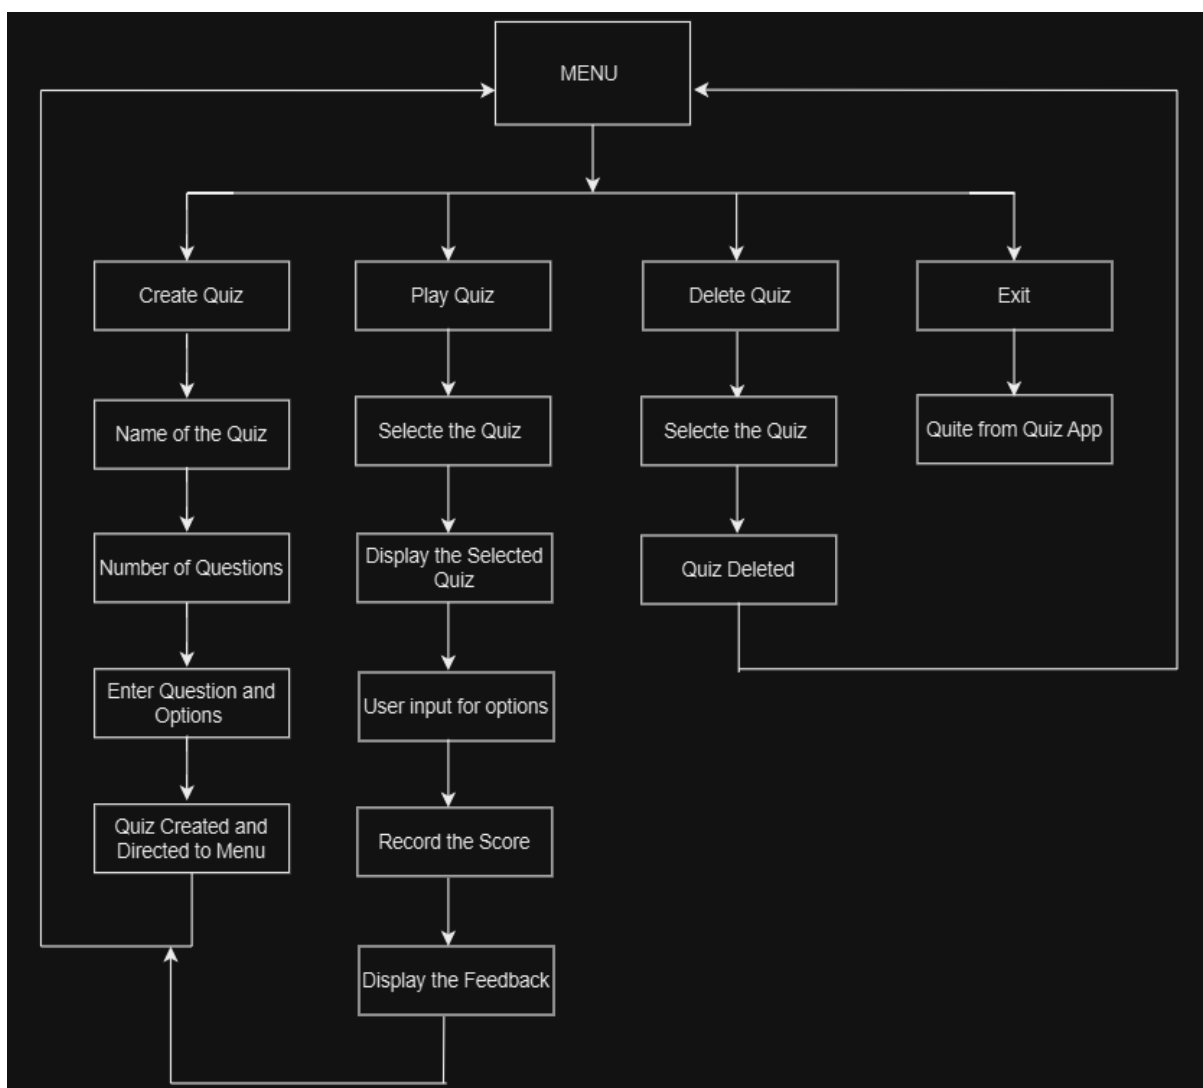 MENU
Create Quiz
Play Quiz
Delete Quiz
Exit
Name of the Quiz
Selecte the Quiz
Selecte the Quiz
Quite from Quiz App
Number of Questions
Display the Selected
Quiz
Quiz Deleted
Enter Question and
Options
User input for options
Quiz Created and
Directed to Menu
Record the Score
Display the Feedback